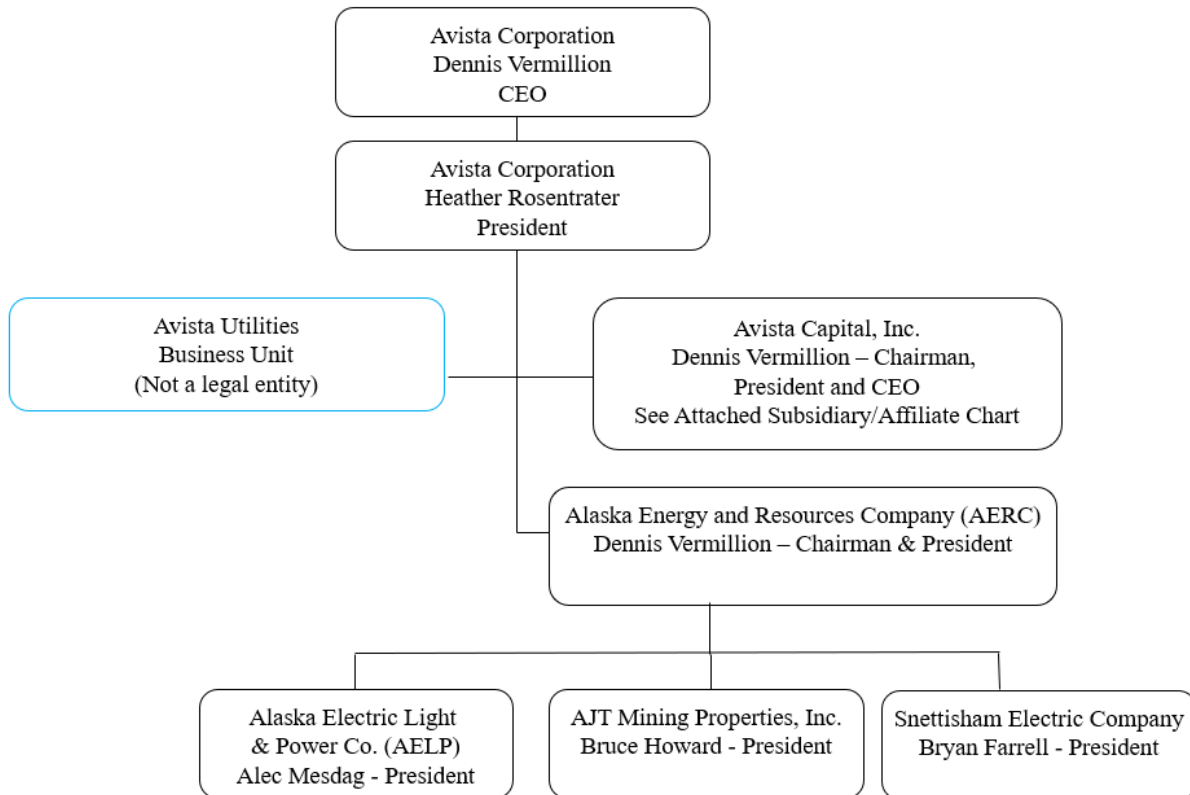 Avista Corporation
Dennis Vermillion
CEO
Avista Corporation
Heather Rosentrater
President
Avista Utilities
Business Unit
(Not a legal entity)
Avista Capital, Inc.
Dennis Vermillion – Chairman,
President and CEO
See Attached Subsidiary/Affiliate Chart
Alaska Energy and Resources Company (AERC)
Dennis Vermillion – Chairman & President
Alaska Electric Light
& Power Co. (AELP)
Alec Mesdag - President
AJT Mining Properties, Inc.
Bruce Howard - President
Snettisham Electric Company
Bryan Farrell - President